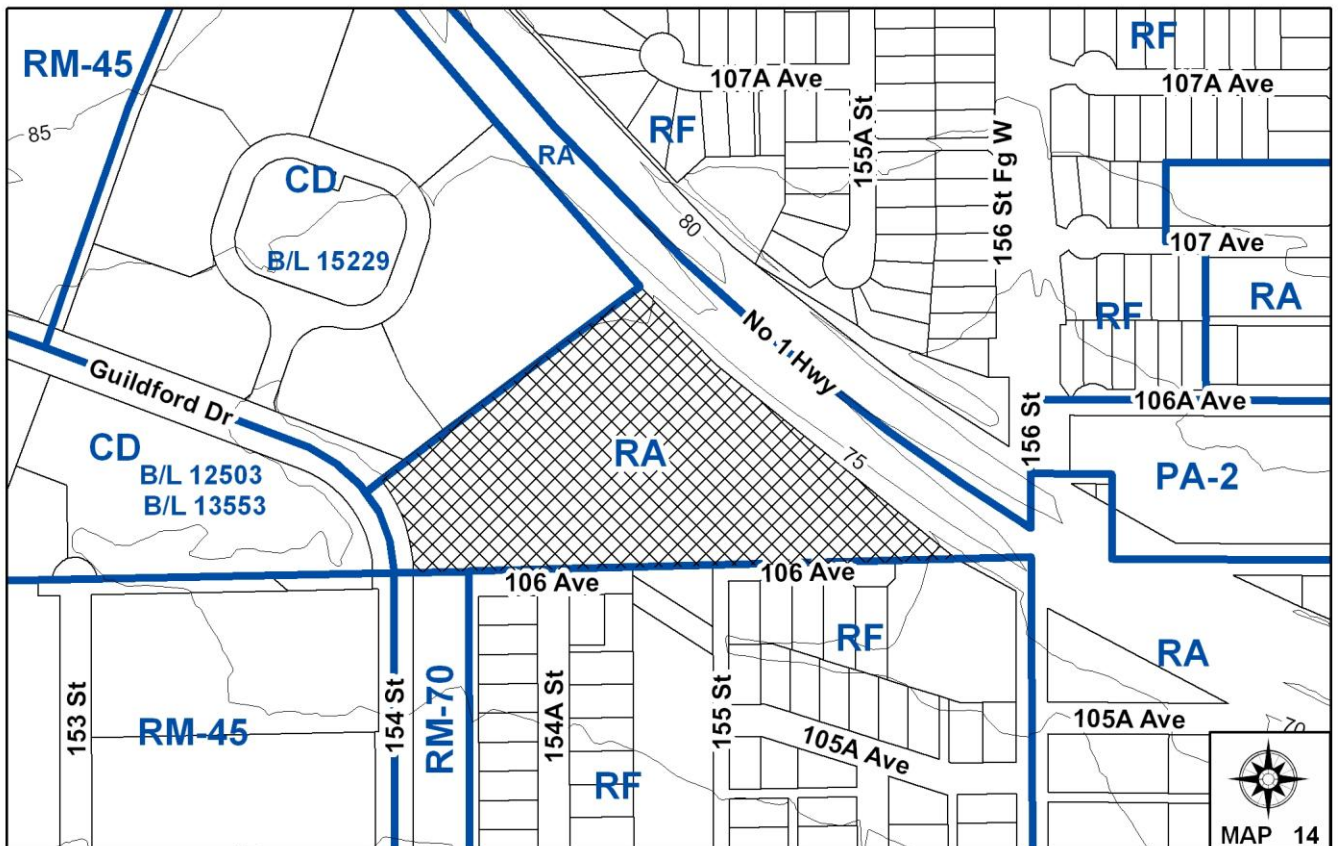 RM-45
RF
107A Ave
107A Ave
85
RF
155A St
156 St Fg W
RA
CD
80
107 Ave
B/L 15229
RA
RF
No 1 Hwy
Guildford Dr
106A Ave
156 St
CD
RA
75
PA-2
B/L 12503
B/L 13553
106 Ave
106 Ave
RF
RA
153 St
RM-45
154 St
RM-70
154A St
155 St
105A Ave
105A Ave
70
RF
MAP 14